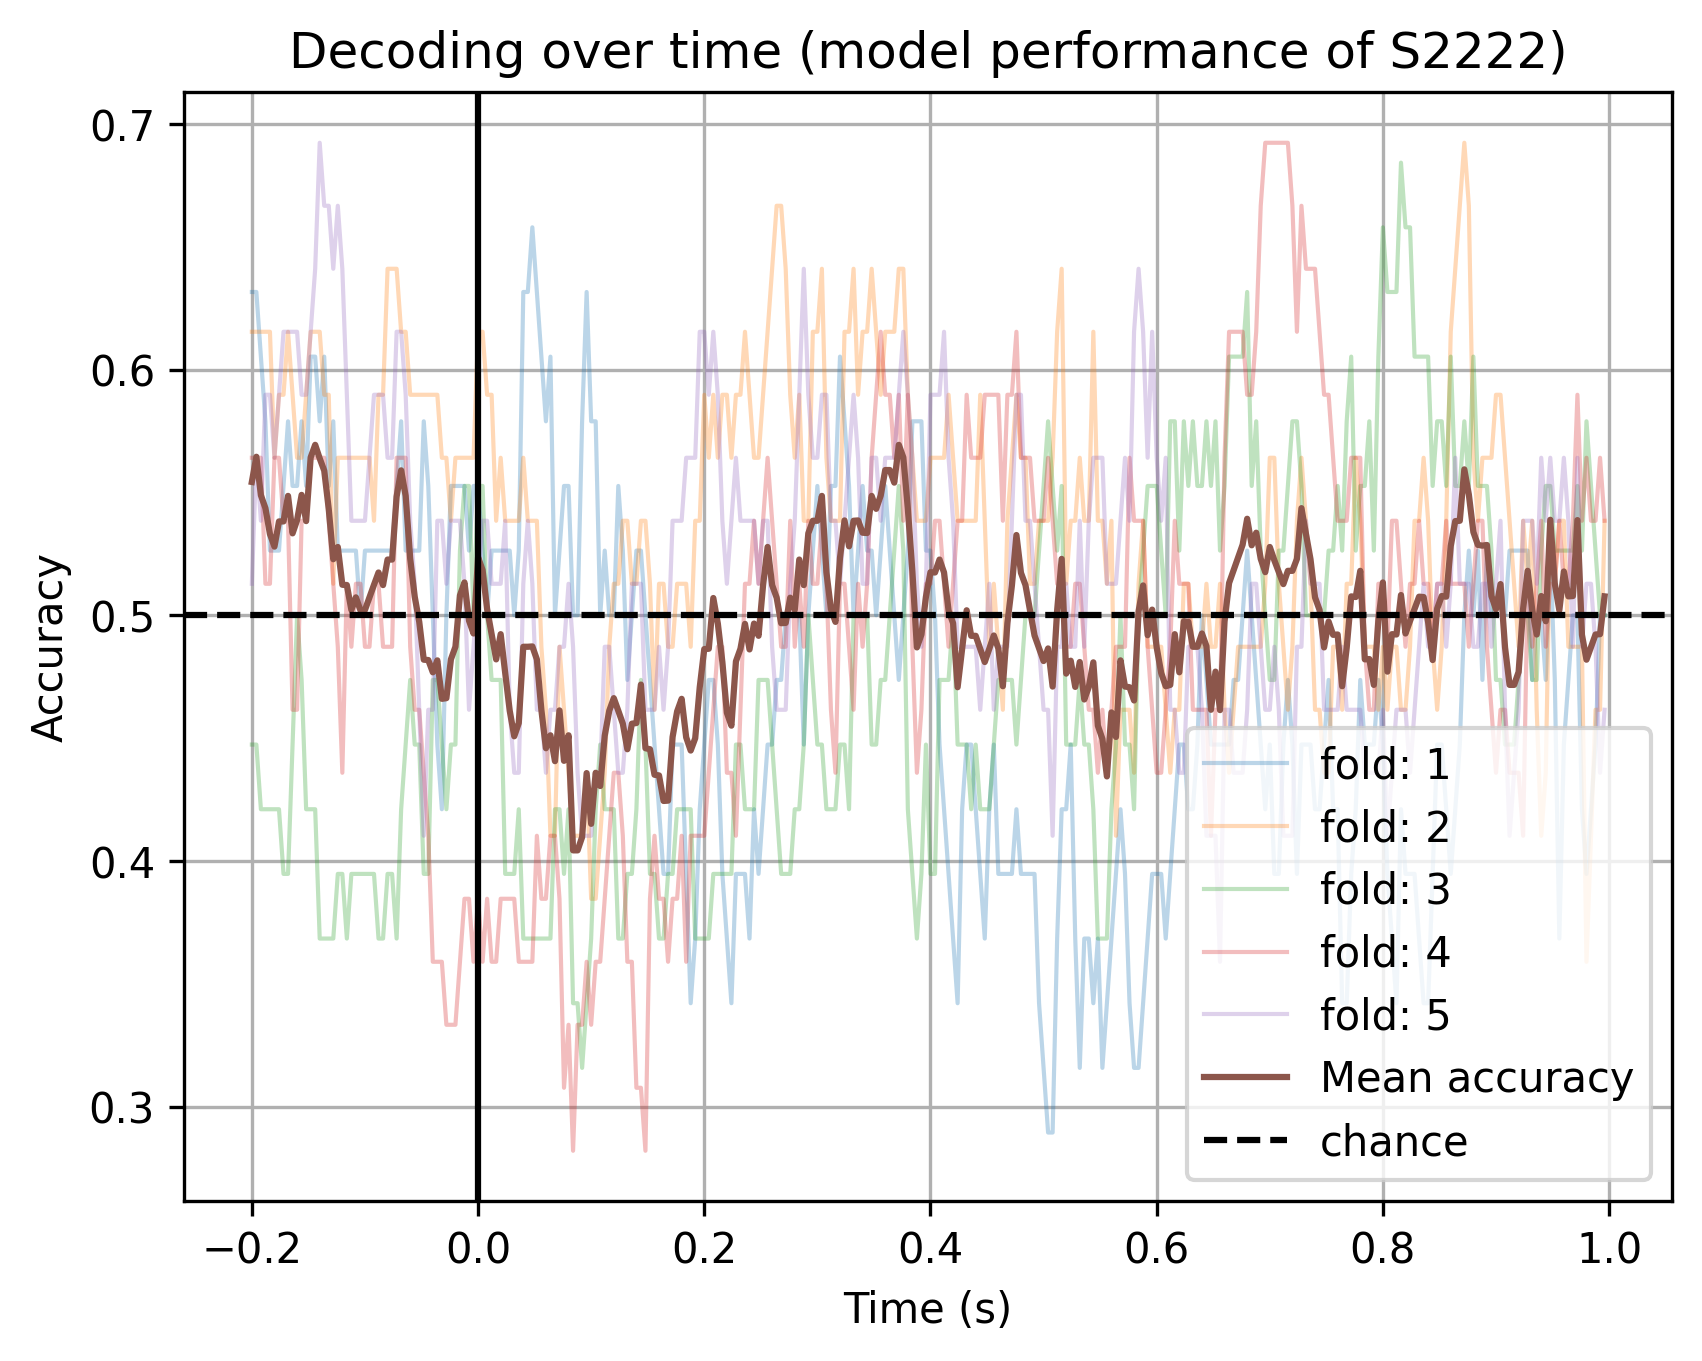 Decoding over time (model performance of S2222)
Accuracy
0.7
0.6
0.5
0.4
0.3
fold: 1
fold: 2
fold: 3
fold: 4
fold: 5
Mean accuracy
chance
−0.2 0.0 0.2 0.4 0.6 0.8 1.0
Time (s)